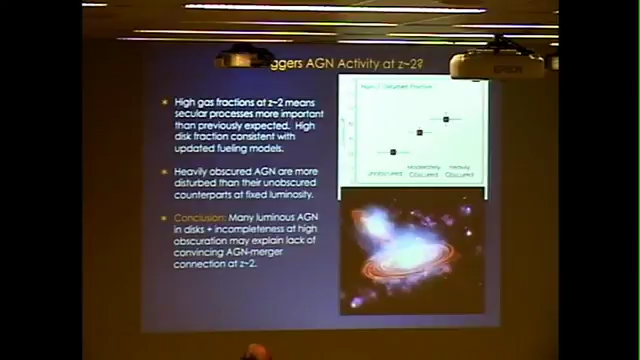 ggers AGN Activity at z~2?
High gas fractions at z~2 means
secular processes more important
than previously expected. High
disk fraction consistent with
updated fueling models.
Heavily obscured AGN are more
disturbed than their unobscured
counterparts at fixed luminosity.
Conclusion: Many luminous AGN
in disks + incompleteness at high
obscuration may explain lack of
convincing AGN-merger
connection at z~2.
Disturbed Fraction
Unobscured
Moderately
Obscured
Heavily
Obscured
EPSON